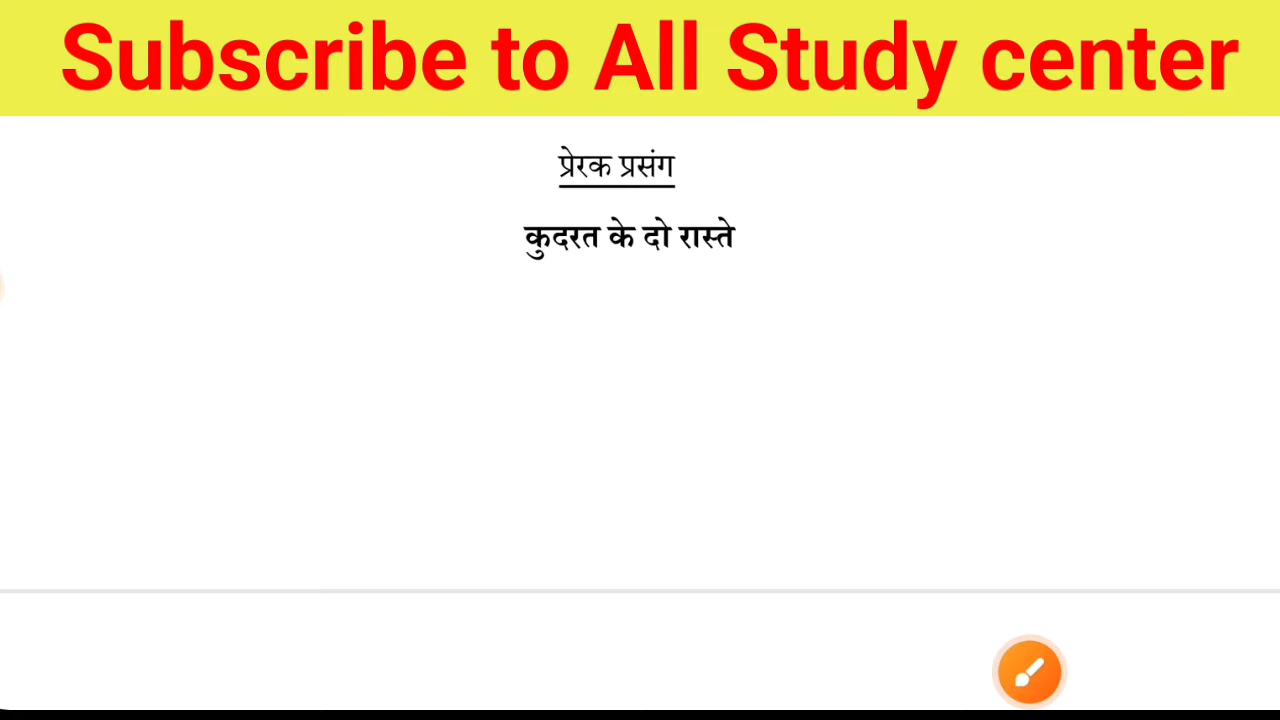 Subscribe to All Study center
प्रेरक प्रसंग
कुदरत के दो रास्ते